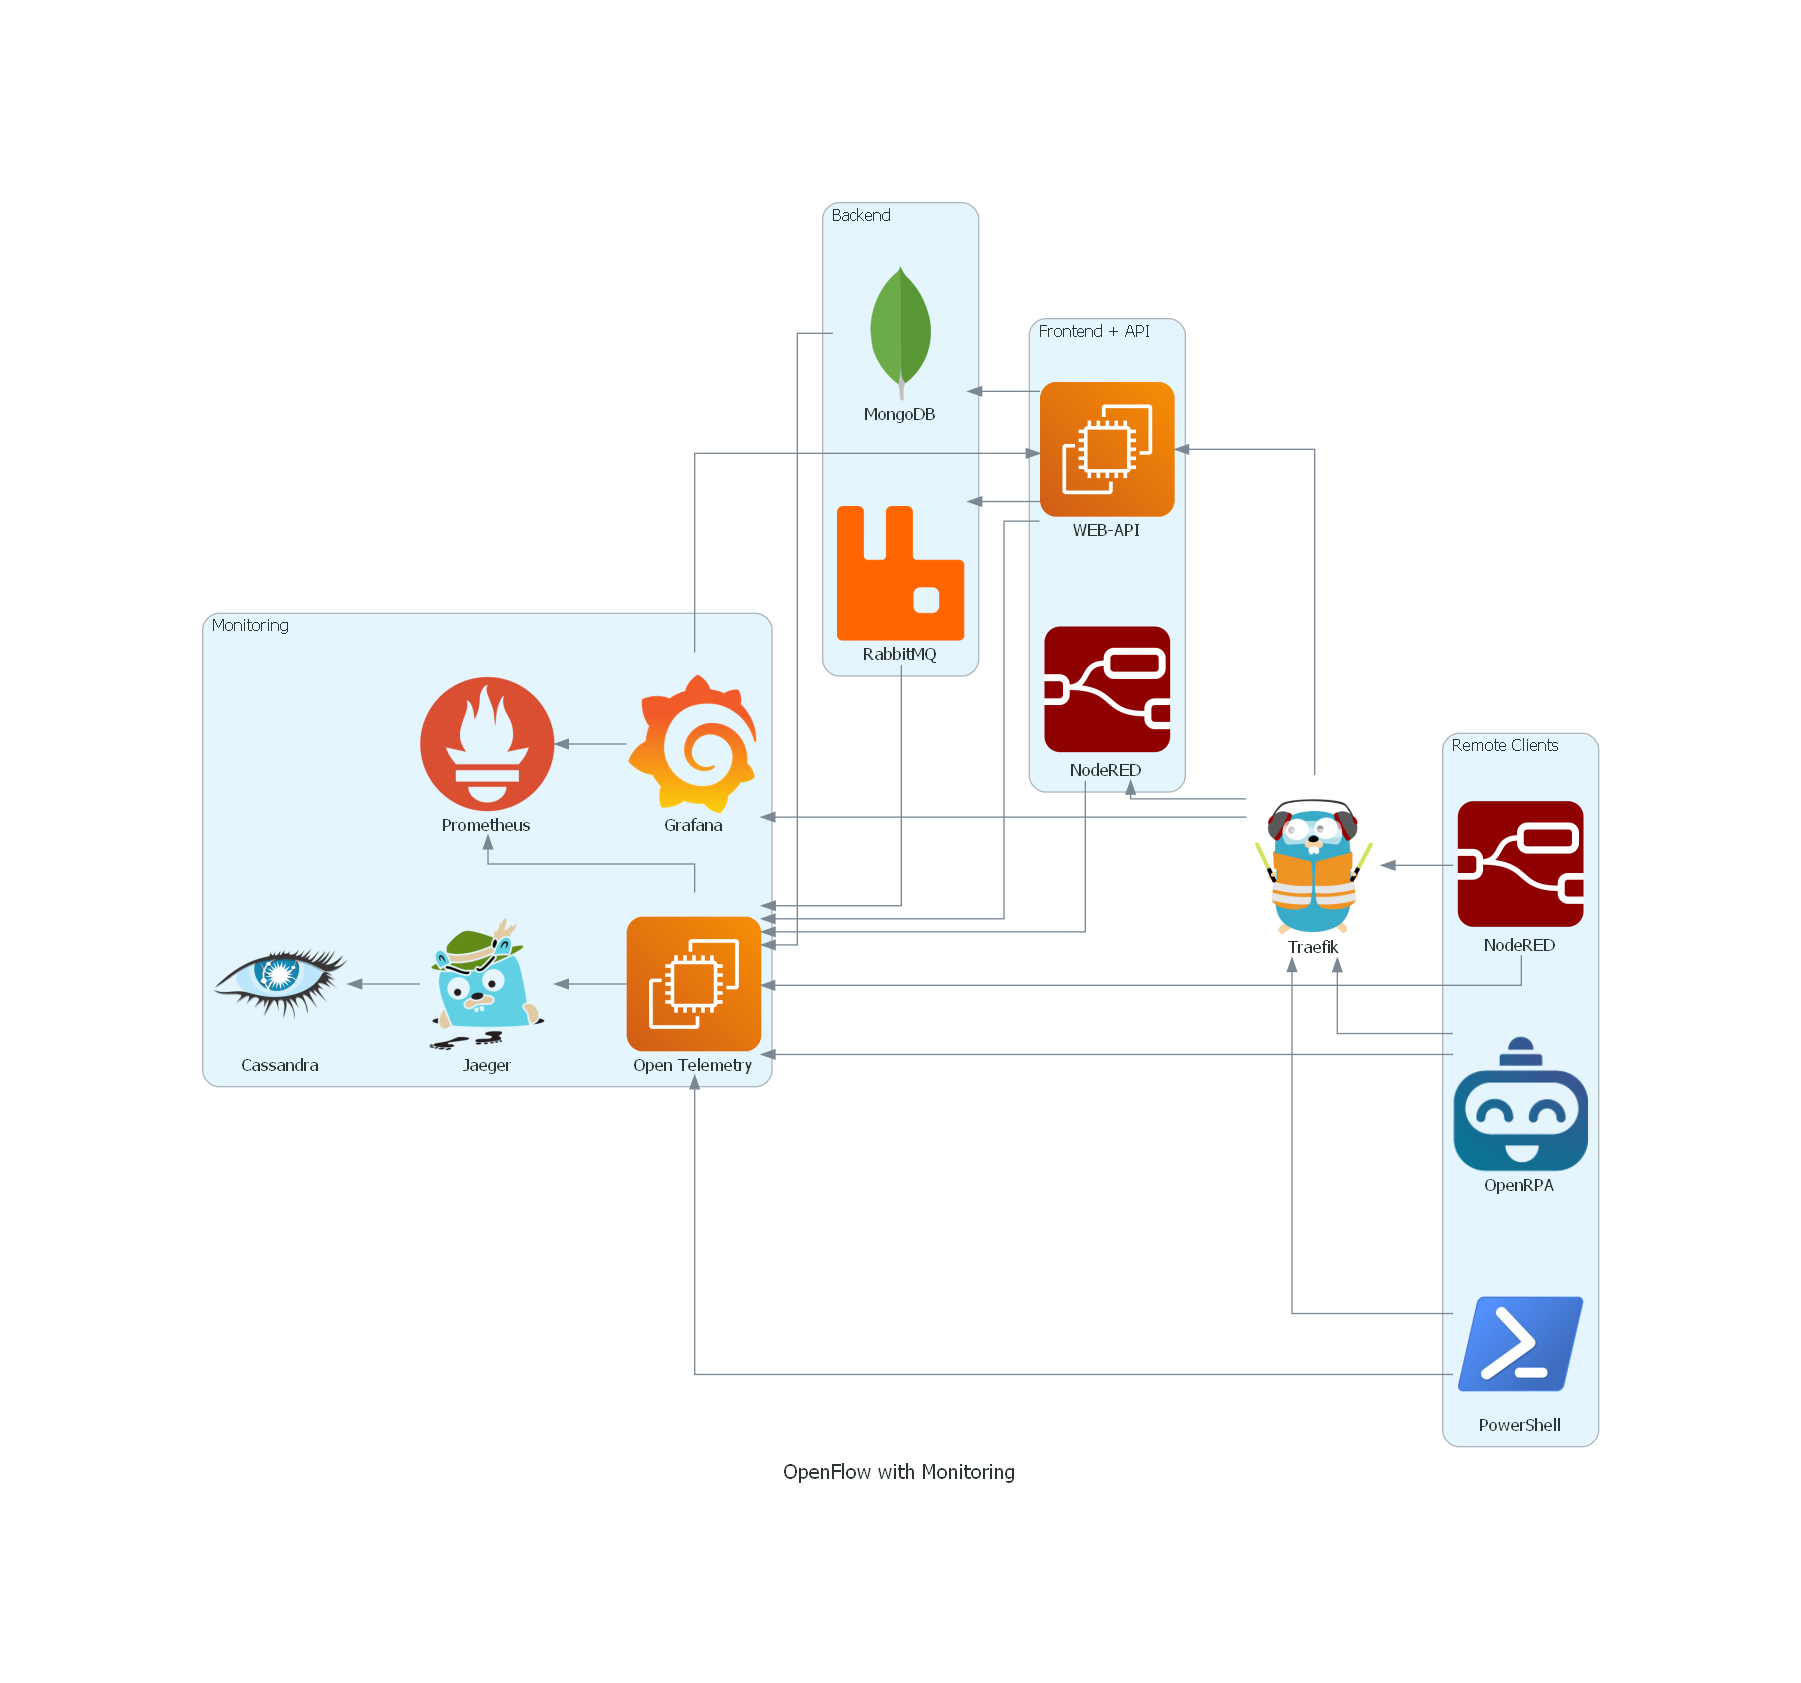 Backend
MongoDB
RabbitMQ
Frontend + API
WEB-API
NodeRED
Monitoring
Prometheus
Grafana
Cassandra
Jaeger
Open Telemetry
Traefik
Remote Clients
NodeRED
OpenRPA
PowerShell
OpenFlow with Monitoring